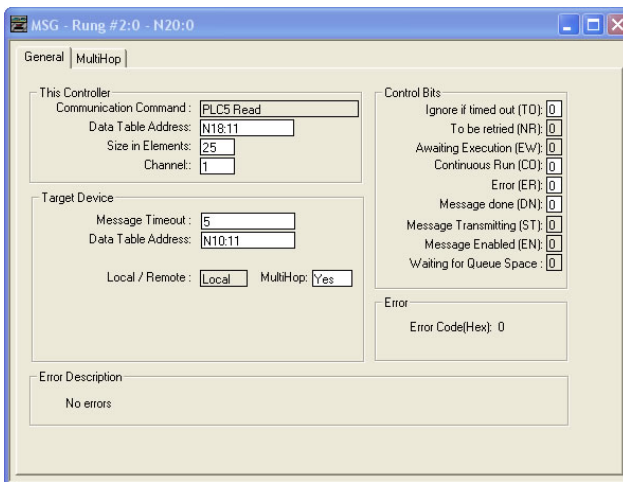 MSG - Rung #2:0 - N20:0
General MultiHop
This Controller
Communication Command : PLC5 Read
Data Table Address: N18:11
Size in Elements: 25
Channel:: 1
Target Device
Message Timeout : 5
Data Table Address: N10:11
Local / Remote : Local MultiHop: Yes
Control Bits
Ignore if timed out (TO): 0
To be retried (NR): 0
Awaiting Execution (EW): 0
Continuous Run (CO): 0
Error (ER): 0
Message done (DN): 0
Message Transmitting (ST): 0
Message Enabled (EN): 0
Waiting for Queue Space : 0
Error
Error Code(Hex): 0
Error Description
No errors